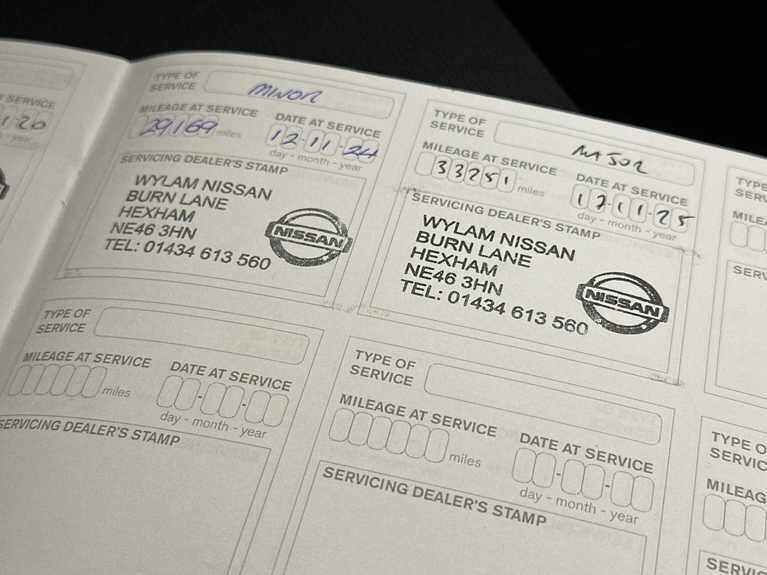 TYPE OF SERVICE MINOR
MILEAGE AT SERVICE DATE AT SERVICE
29169 miles 12-11-24
day - month - year
SERVICING DEALER'S STAMP
WYLAM NISSAN
BURN LANE
HEXHAM
NE46 3HN
TEL: 01434 613 560
NISSAN
TYPE OF SERVICE MAJOR
MILEAGE AT SERVICE DATE AT SERVICE
33251 miles 17-11-25
day - month - year
SERVICING DEALER'S STAMP
WYLAM NISSAN
BURN LANE
HEXHAM
NE46 3HN
TEL: 01434 613 560
NISSAN
TYPE OF
SERVICE
MILEAGE AT SERVICE DATE AT SERVICE
miles
day - month - year
SERVICING DEALER'S STAMP
TYPE OF
SERVICE
MILEAGE AT SERVICE DATE AT SERVICE
miles
day - month - year
SERVICING DEALER'S STAMP